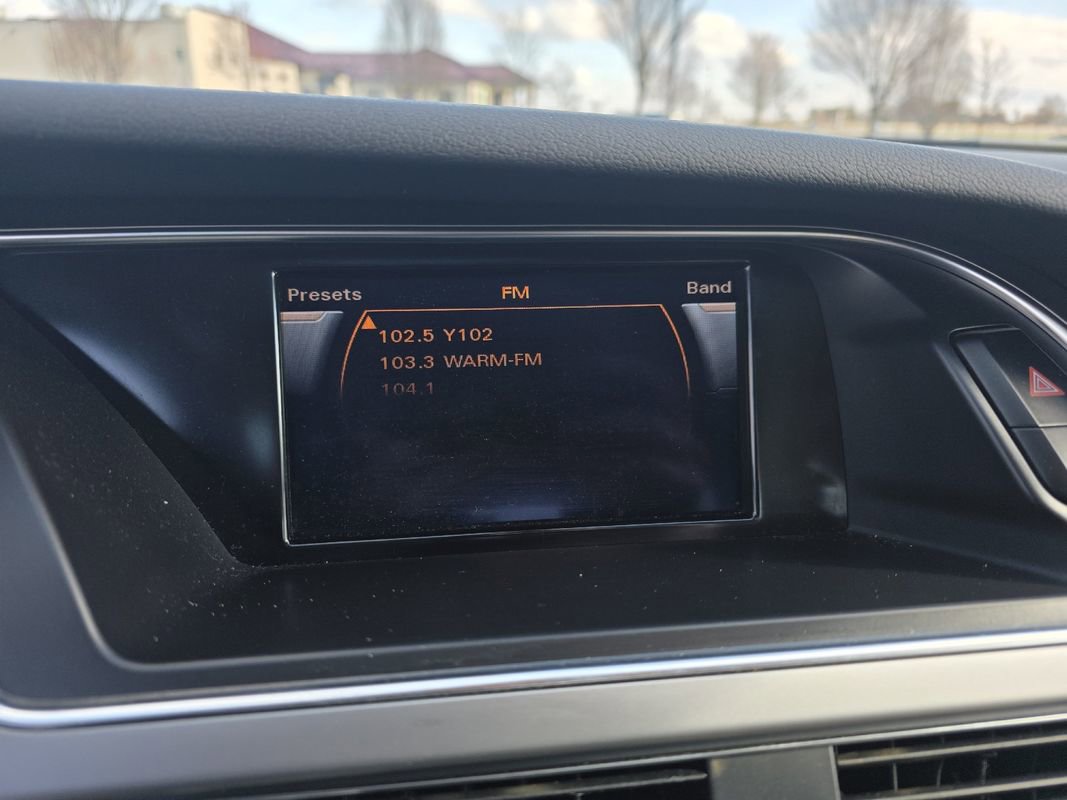 Presets FM Band
102.5 Y102
103.3 WARM-FM
104.1